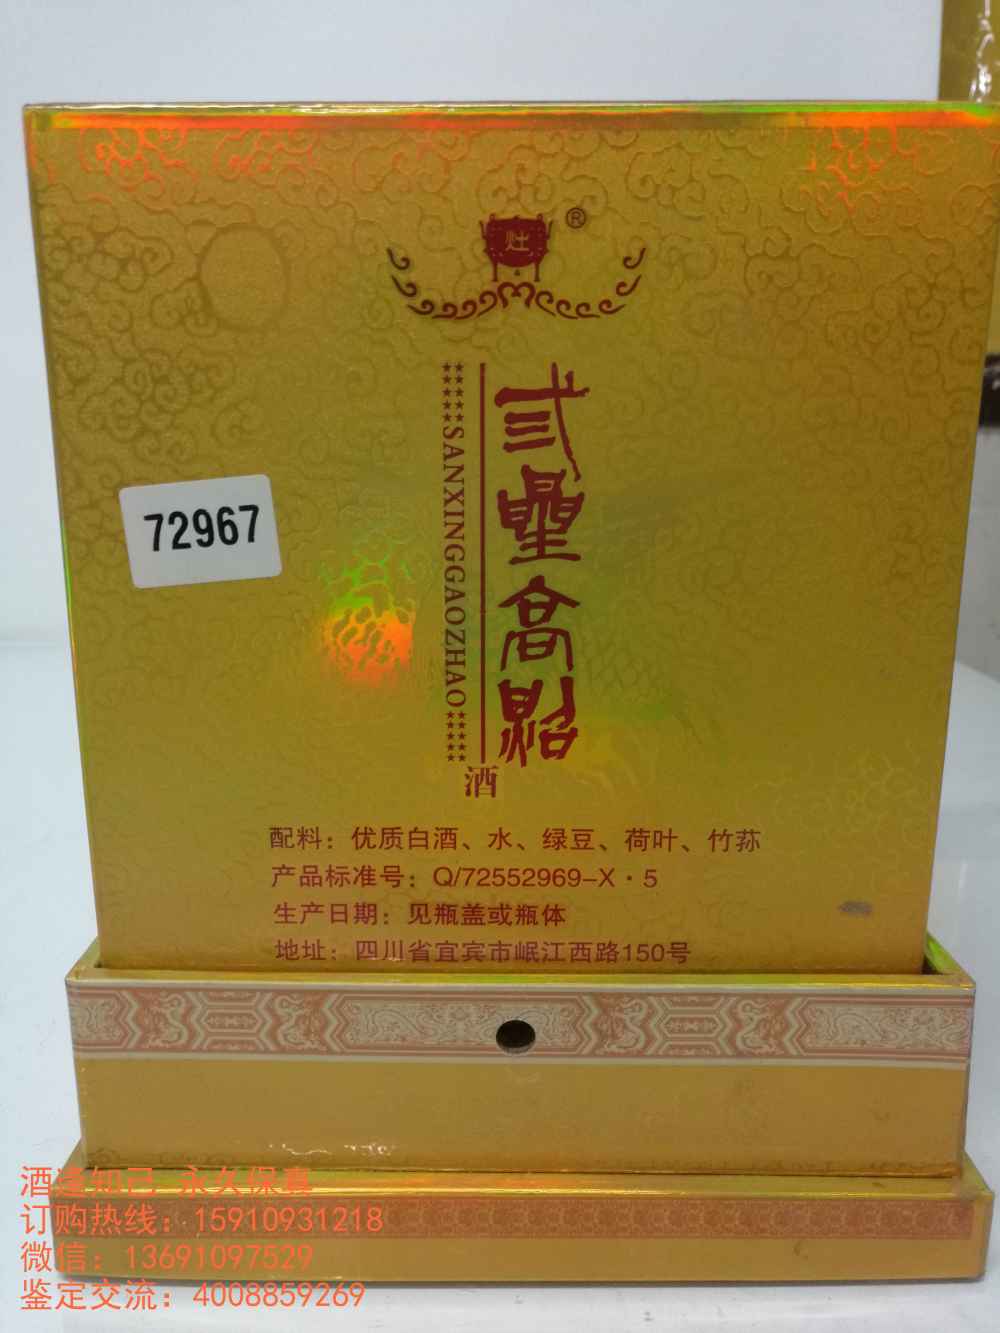 灶
®
弎曐高照
★★★★★★★★★★SANXINGGAOZHAO★★★★★★★★★★
酒
72967
配料：优质白酒、水、绿豆、荷叶、竹荪
产品标准号：Q/72552969-X·5
生产日期：见瓶盖或瓶体
地址：四川省宜宾市岷江西路150号
酒逢知己 永久保真
订购热线：15910931218
微信：13691097529
鉴定交流：4008859269